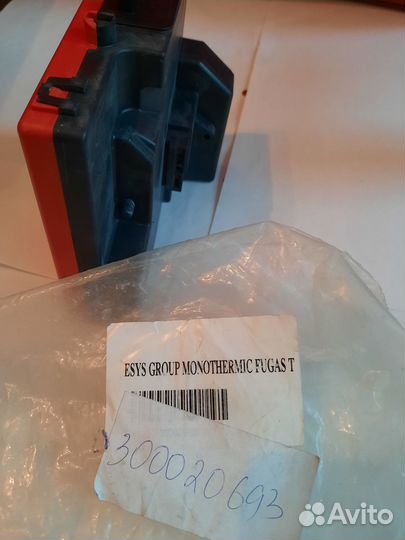 ESYS GROUP MONOTHERMIC FUGAS T
300020693
Avito